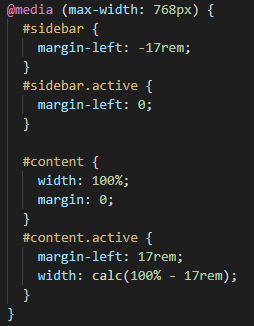 @media (max-width: 768px) {
  #sidebar {
    margin-left: -17rem;
  }
  #sidebar.active {
    margin-left: 0;
  }

  #content {
    width: 100%;
    margin: 0;
  }
  #content.active {
    margin-left: 17rem;
    width: calc(100% - 17rem);
  }
}